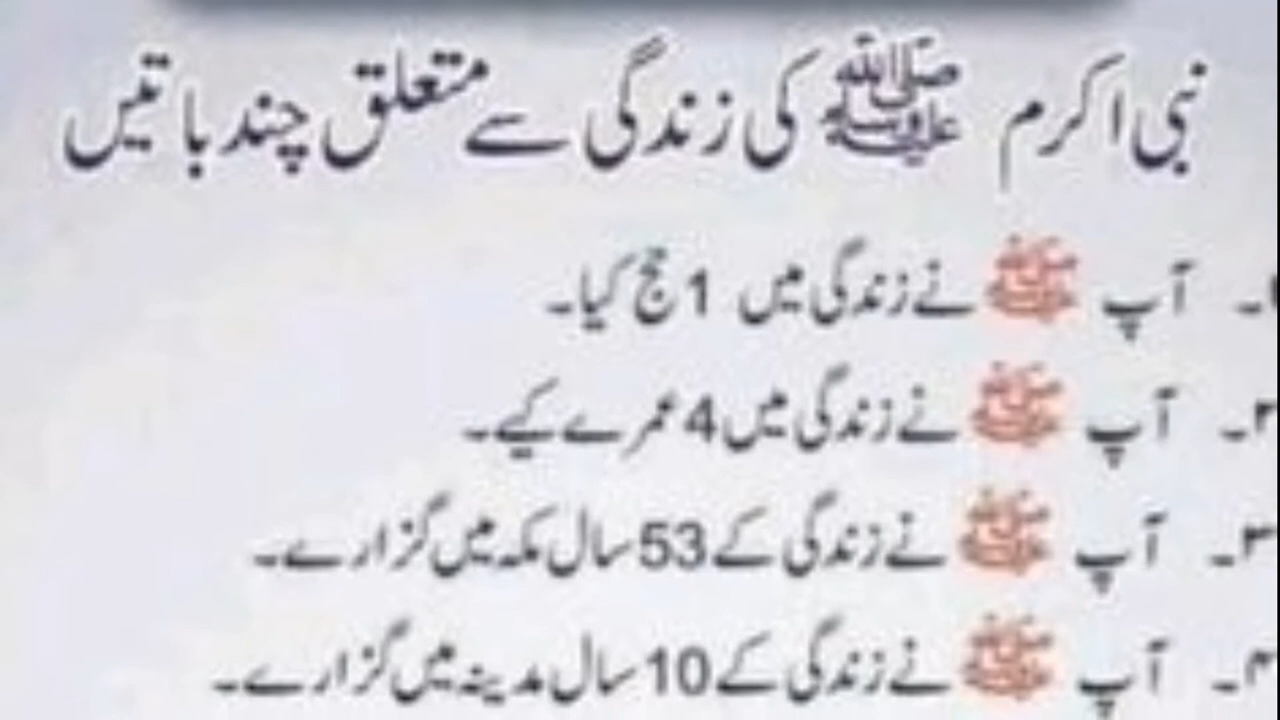 نبی اکرم ﷺ کی زندگی سے متعلق چند باتیں
۔ آپ ﷺ نے زندگی میں 1 حج کیا۔
۲۔ آپ ﷺ نے زندگی میں 4 عمرے کیے۔
۳۔ آپ ﷺ نے زندگی کے 53 سال مکہ میں گزارے۔
۴۔ آپ ﷺ نے زندگی کے 10 سال مدینہ میں گزارے۔